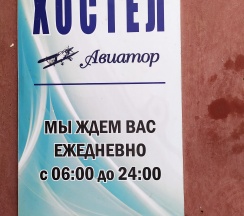 ХОСТЕЛ
Авиатор
МЫ ЖДЕМ ВАС
ЕЖЕДНЕВНО
с 06:00 до 24:00